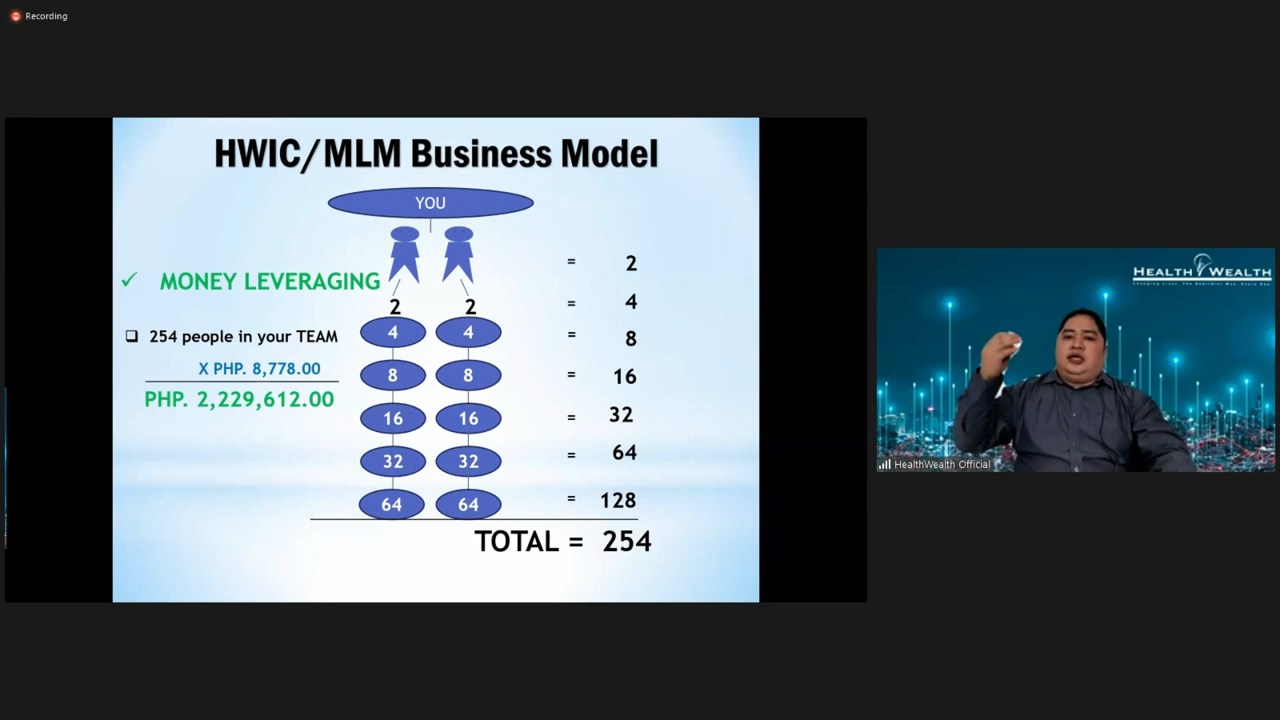 Recording
HWIC/MLM Business Model
YOU
✓ MONEY LEVERAGING
❑ 254 people in your TEAM
X PHP. 8,778.00
PHP. 2,229,612.00
= 2
2 2 = 4
4 4 = 8
8 8 = 16
16 16 = 32
32 32 = 64
64 64 = 128
TOTAL = 254
HEALTH WEALTH
HealthWealth Official